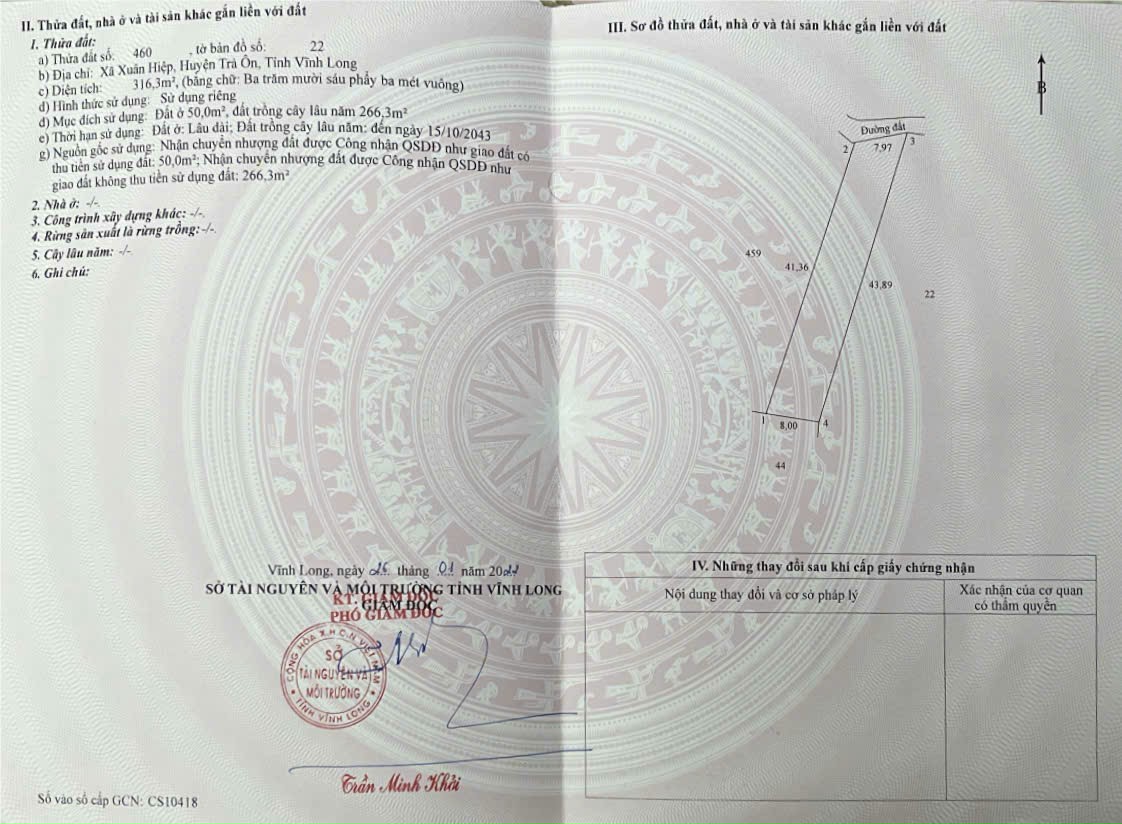 II. Thửa đất, nhà ở và tài sản khác gắn liền với đất
1. Thửa đất:
a) Thửa đất số: 460 , tờ bản đồ số: 22
b) Địa chỉ: Xã Xuân Hiệp, Huyện Trà Ôn, Tỉnh Vĩnh Long
c) Diện tích: 316,3m², (bằng chữ: Ba trăm mười sáu phẩy ba mét vuông)
d) Hình thức sử dụng: Sử dụng riêng
đ) Mục đích sử dụng: Đất ở 50,0m², đất trồng cây lâu năm 266,3m²
e) Thời hạn sử dụng: Đất ở: Lâu dài; Đất trồng cây lâu năm: đến ngày 15/10/2043
g) Nguồn gốc sử dụng: Nhận chuyển nhượng đất được Công nhận QSDĐ như giao đất có
thu tiền sử dụng đất: 50,0m²; Nhận chuyển nhượng đất được Công nhận QSDĐ như
giao đất không thu tiền sử dụng đất: 266,3m²
2. Nhà ở: -/-.
3. Công trình xây dựng khác: -/-.
4. Rừng sản xuất là rừng trồng: -/-.
5. Cây lâu năm: -/-.
6. Ghi chú:
Vĩnh Long, ngày 26 tháng 01 năm 2022
SỞ TÀI NGUYÊN VÀ MÔI TRƯỜNG TỈNH VĨNH LONG
KT. GIÁM ĐỐC
GIÁM ĐỐC
PHÓ GIÁM ĐỐC
CỘNG HÒA X.H.C.N VIỆT NAM
SỞ
TÀI NGUYÊN VÀ
MÔI TRƯỜNG
TỈNH VĨNH LONG
Trần Minh Khởi
Số vào sổ cấp GCN: CS10418
III. Sơ đồ thửa đất, nhà ở và tài sản khác gắn liền với đất
B
Đường đất
2 7,97 3
459
41,36
43,89
22
1 8,00 4
44
IV. Những thay đổi sau khi cấp giấy chứng nhận
Nội dung thay đổi và cơ sở pháp lý
Xác nhận của cơ quan
có thẩm quyền